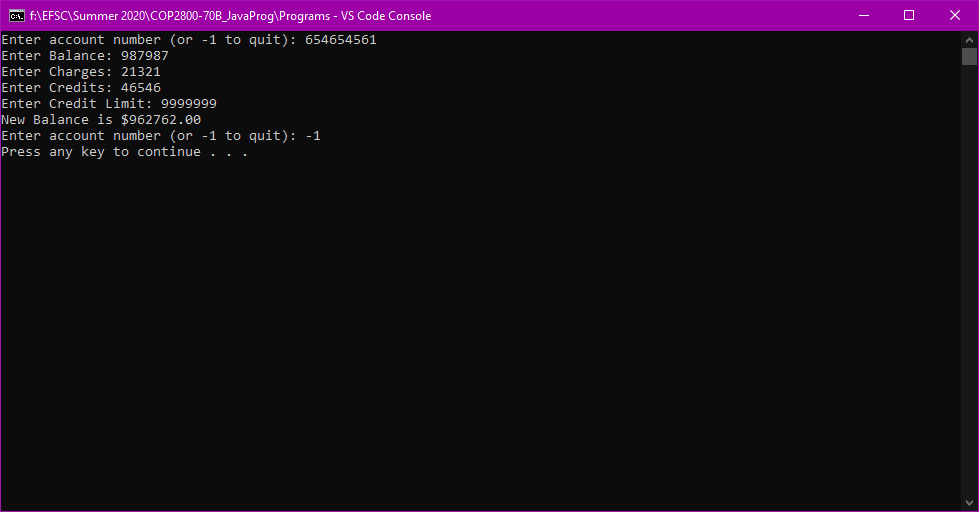 f:\EFSC\Summer 2020\COP2800-70B_JavaProg\Programs - VS Code Console
Enter account number (or -1 to quit): 654654561
Enter Balance: 987987
Enter Charges: 21321
Enter Credits: 46546
Enter Credit Limit: 9999999
New Balance is $962762.00
Enter account number (or -1 to quit): -1
Press any key to continue . . .